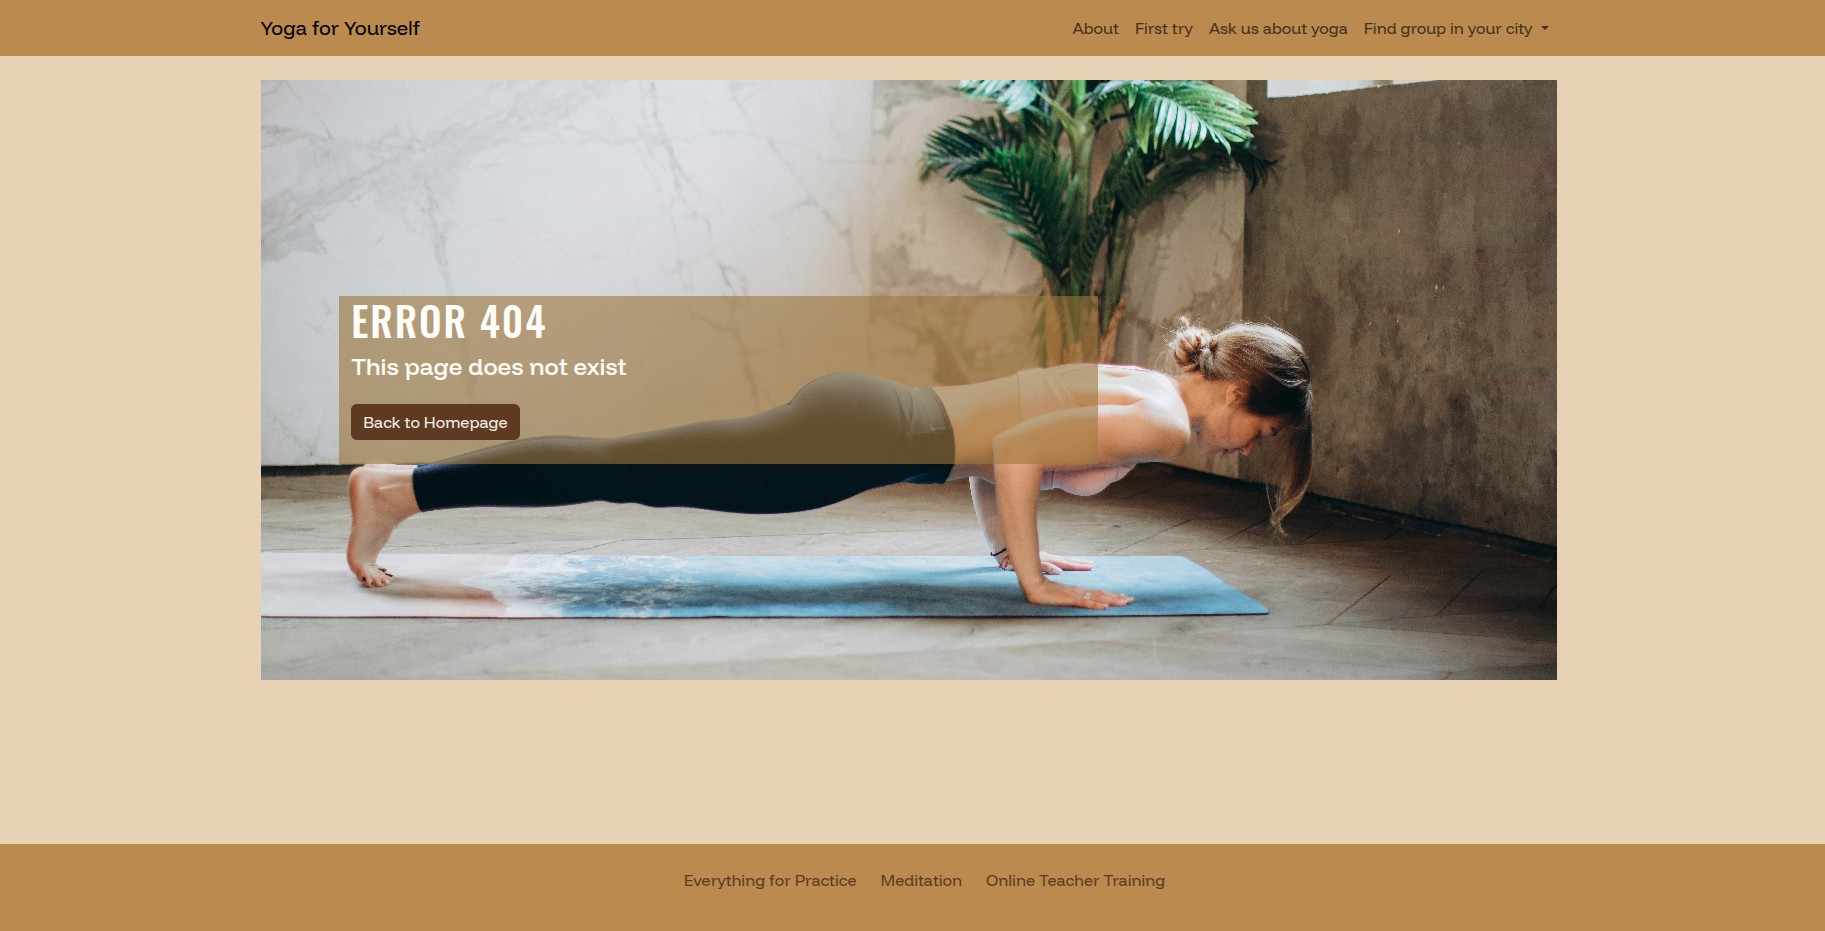 Yoga for Yourself
About First try Ask us about yoga Find group in your city
ERROR 404
This page does not exist
Back to Homepage
Everything for Practice Meditation Online Teacher Training